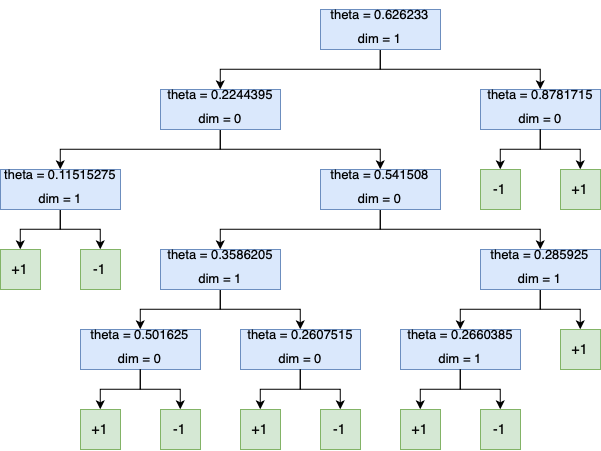 theta = 0.626233
dim = 1
theta = 0.2244395
dim = 0
theta = 0.8781715
dim = 0
theta = 0.11515275
dim = 1
theta = 0.541508
dim = 0
-1
+1
+1
-1
theta = 0.3586205
dim = 1
theta = 0.285925
dim = 1
theta = 0.501625
dim = 0
theta = 0.2607515
dim = 0
theta = 0.2660385
dim = 1
+1
+1
-1
+1
-1
+1
-1